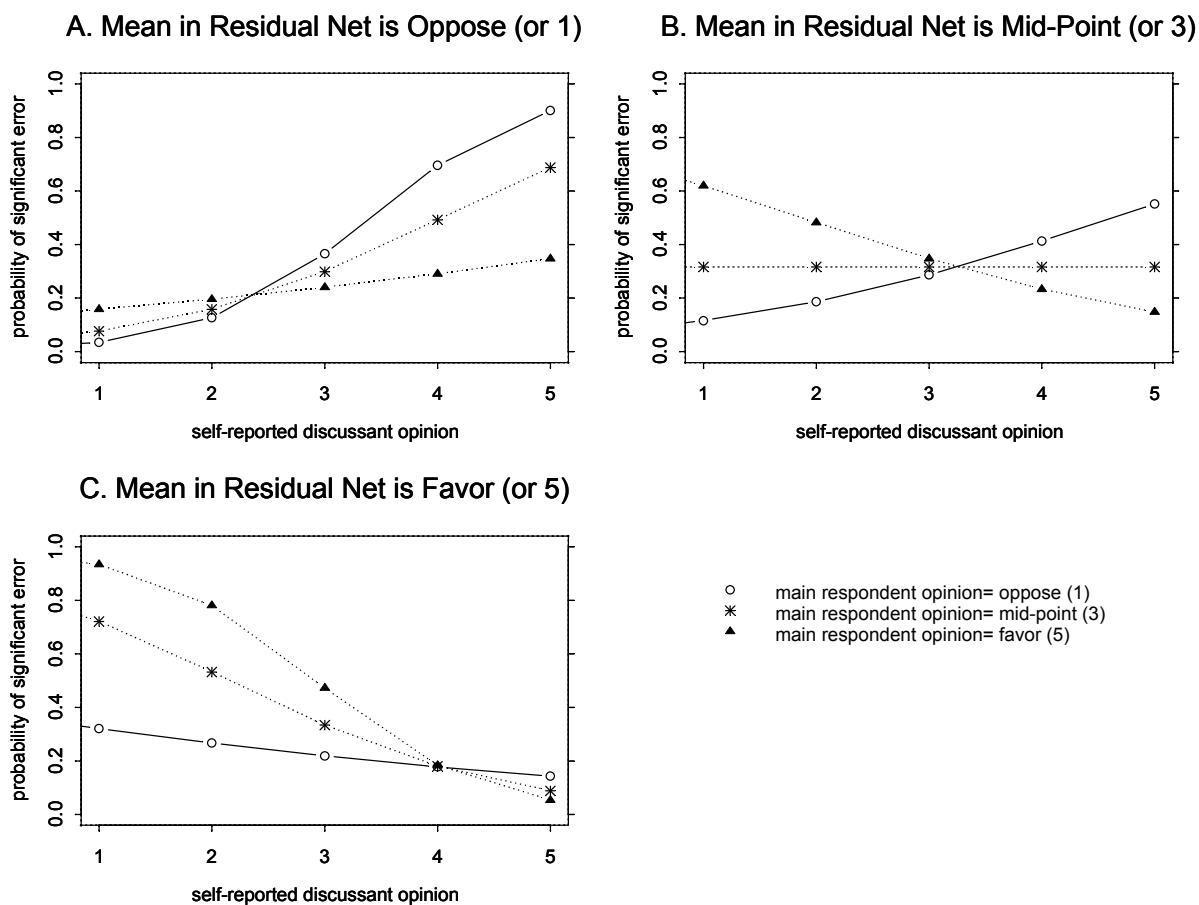 A. Mean in Residual Net is Oppose (or 1)
probability of significant error
1.0
0.8
0.6
0.4
0.2
0.0
1 2 3 4 5
self-reported discussant opinion
B. Mean in Residual Net is Mid-Point (or 3)
probability of significant error
1.0
0.8
0.6
0.4
0.2
0.0
1 2 3 4 5
self-reported discussant opinion
C. Mean in Residual Net is Favor (or 5)
probability of significant error
1.0
0.8
0.6
0.4
0.2
0.0
1 2 3 4 5
self-reported discussant opinion
main respondent opinion= oppose (1)
main respondent opinion= mid-point (3)
main respondent opinion= favor (5)